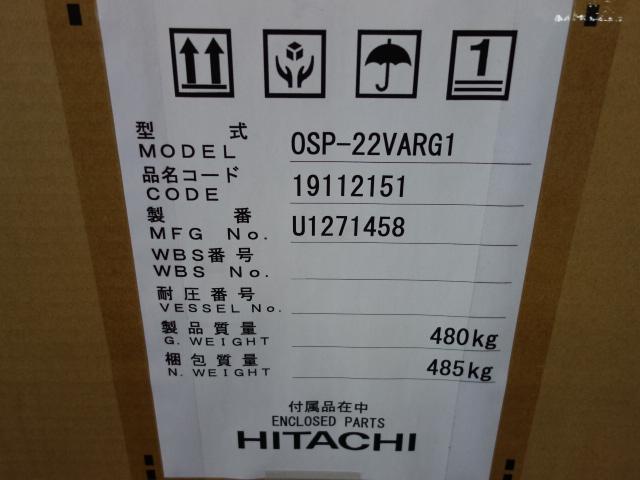 1
型式 OSP-22VARG1
MODEL
品名コード 19112151
CODE
製番 U1271458
MFG No.
WBS番号
WBS No.
耐圧番号
VESSEL No.
製品質量 480kg
G. WEIGHT
梱包質量 485kg
N. WEIGHT
付属品在中
ENCLOSED PARTS
HITACHI